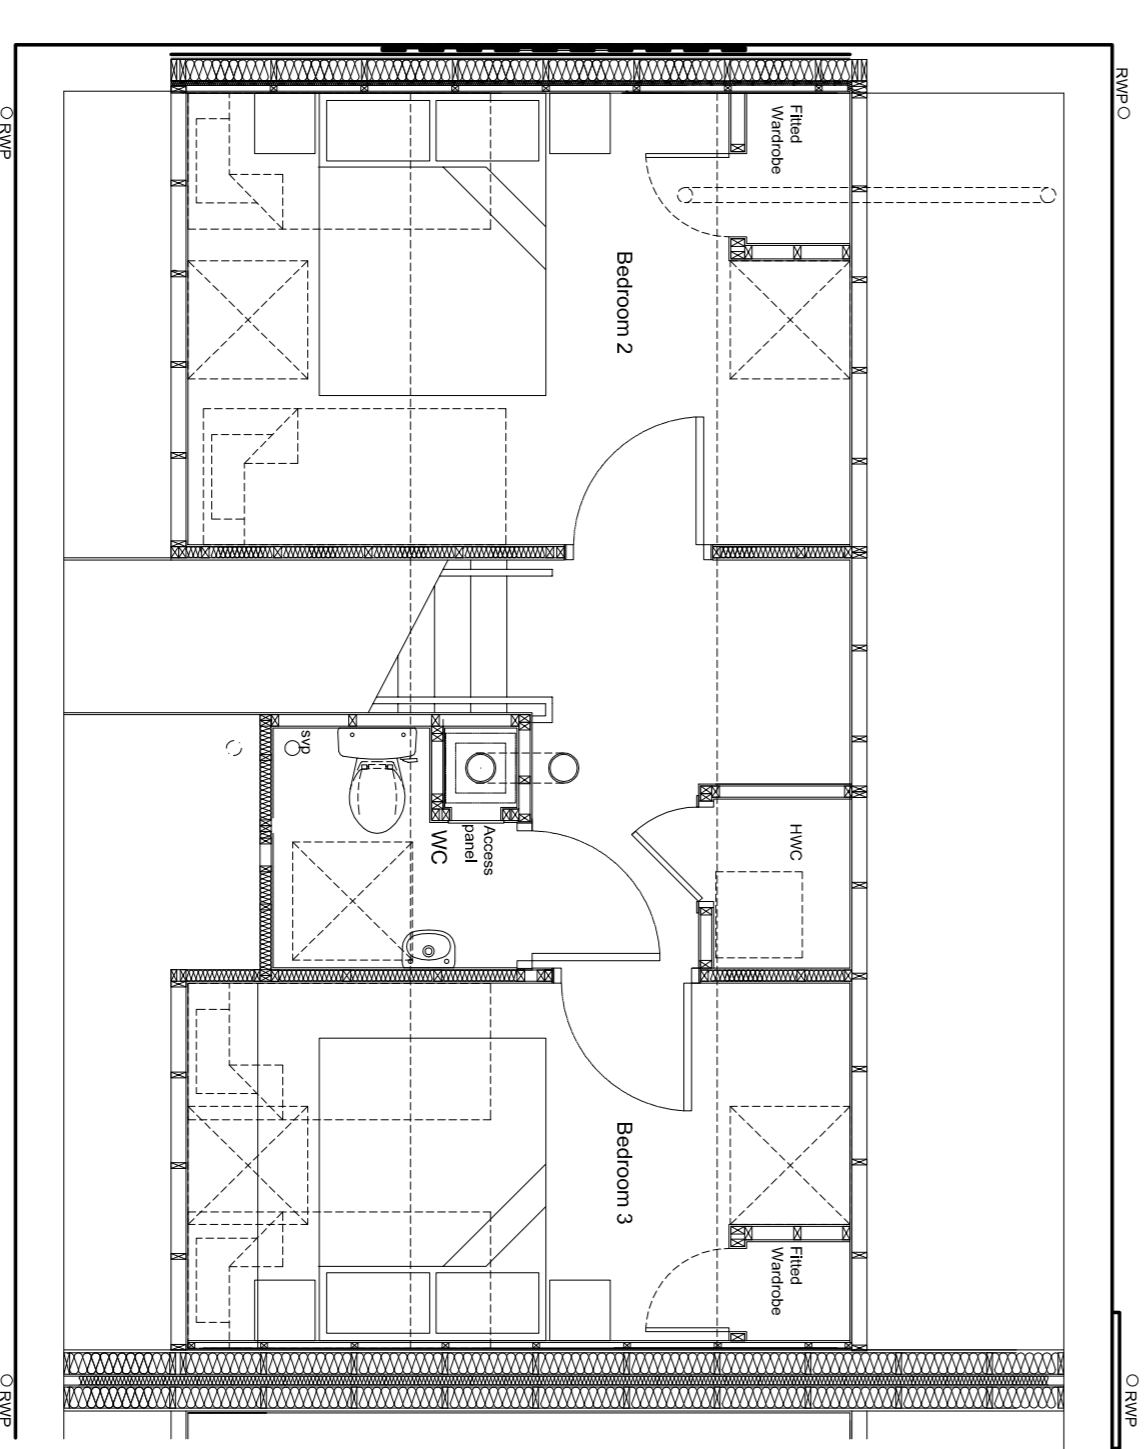 RWP
RWP
Fitted
Wardrobe
Bedroom 2
svp
WC
Access
panel
HWC
Bedroom 3
Fitted
Wardrobe
RWP
RWP